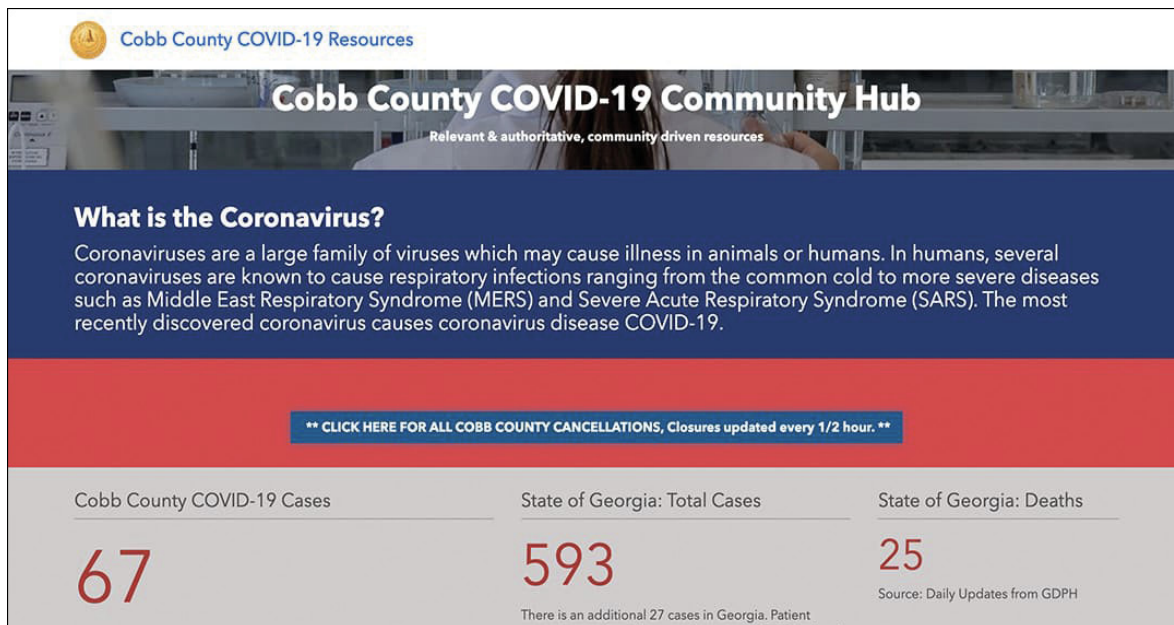 Cobb County COVID-19 Resources
Cobb County COVID-19 Community Hub
Relevant & authoritative, community driven resources
What is the Coronavirus?
Coronaviruses are a large family of viruses which may cause illness in animals or humans. In humans, several
coronaviruses are known to cause respiratory infections ranging from the common cold to more severe diseases
such as Middle East Respiratory Syndrome (MERS) and Severe Acute Respiratory Syndrome (SARS). The most
recently discovered coronavirus causes coronavirus disease COVID-19.
** CLICK HERE FOR ALL COBB COUNTY CANCELLATIONS, Closures updated every 1/2 hour. **
Cobb County COVID-19 Cases
67
State of Georgia: Total Cases
593
There is an additional 27 cases in Georgia. Patient
State of Georgia: Deaths
25
Source: Daily Updates from GDPH